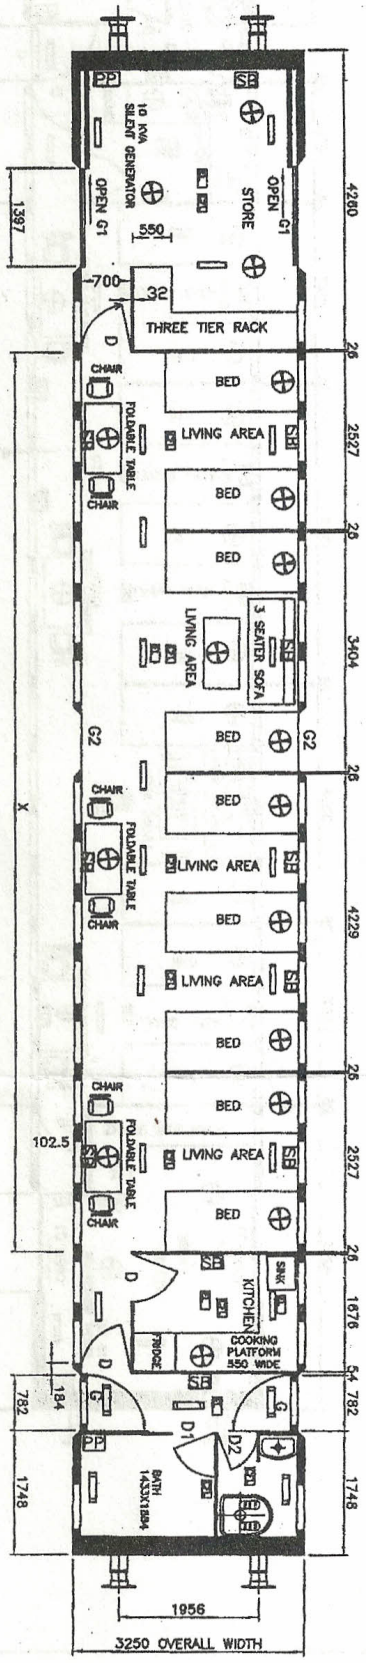 PP
SB
10 KVA
SILENT GENERATOR
OPEN
STORE
OPEN G1
G1
550
4260
1397
700
32
D
THREE TIER RACK
26
CHAIR
BED
FOLDABLE TABLE
SB
LIVING AREA
SB
2527
CHAIR
BED
BED
3 SEATER SOFA
SB
LIVING AREA
3404
G2
BED
G2
26
X
CHAIR
BED
FOLDABLE TABLE
SB
LIVING AREA
SB
CHAIR
BED
4229
LIVING AREA
SB
BED
CHAIR
BED
102.5
FOLDABLE TABLE
SB
LIVING AREA
SB
2527
CHAIR
BED
26
D
SB
SINK
KITCHEN
1676
COOKING
PLATFORM
550 WIDE
FRIDGE
D
54
184
G
SB
G
782
782
D1
D2
PP
BATH
1748
1748
1956
3250 OVERALL WIDTH